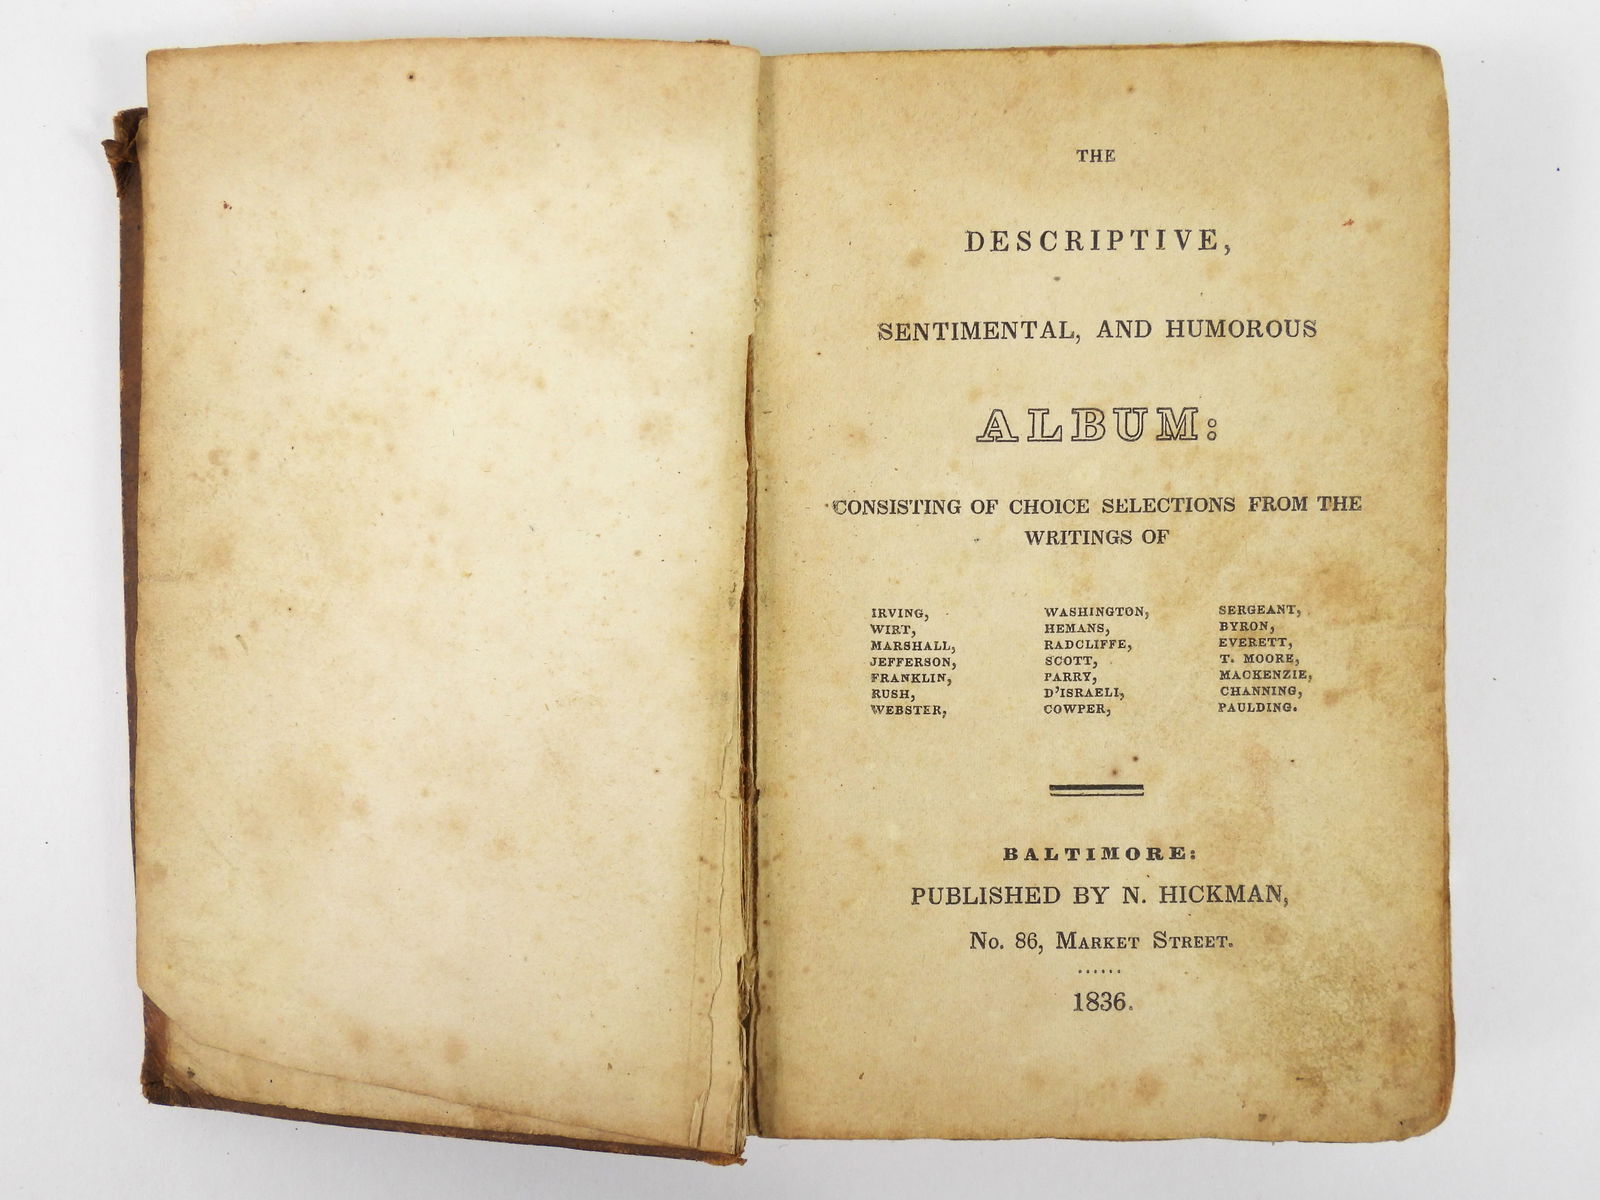 THE
DESCRIPTIVE,
SENTIMENTAL, AND HUMOROUS
ALBUM:
CONSISTING OF CHOICE SELECTIONS FROM THE
WRITINGS OF
IRVING,
WIRT,
MARSHALL,
JEFFERSON,
FRANKLIN,
RUSH,
WEBSTER,
WASHINGTON,
HEMANS,
RADCLIFFE,
SCOTT,
PARRY,
D'ISRAELI,
COWPER,
SERGEANT,
BYRON,
EVERETT,
T. MOORE,
MACKENZIE,
CHANNING,
PAULDING.
BALTIMORE:
PUBLISHED BY N. HICKMAN,
No. 86, MARKET STREET.
......
1836.